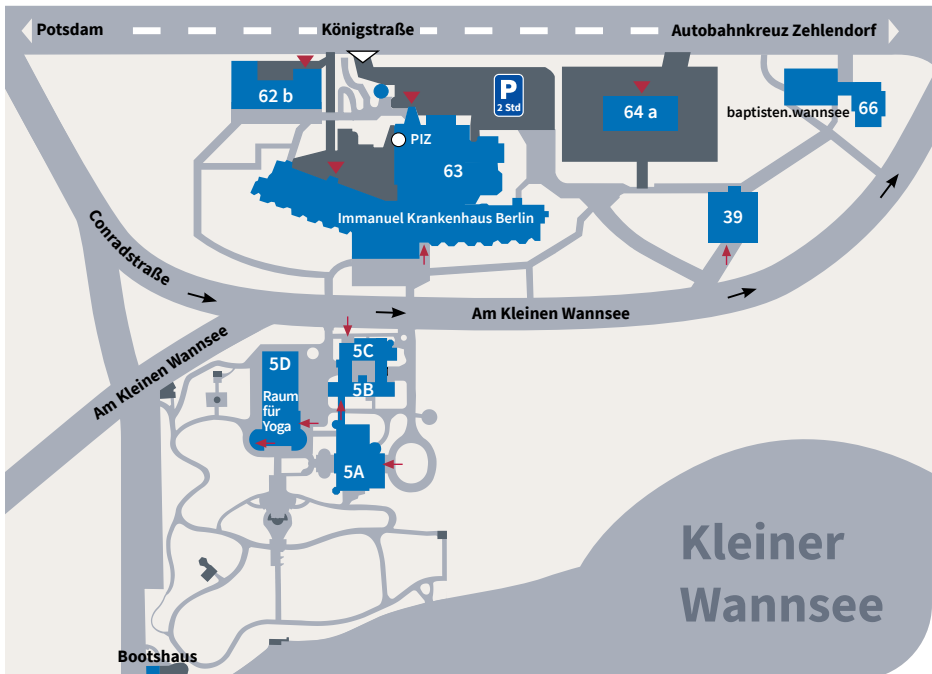 Potsdam
Königstraße
Autobahnkreuz Zehlendorf
62 b
P
2 Std
64 a
baptisten.wannsee
66
PIZ
63
Immanuel Krankenhaus Berlin
39
Conradstraße
Am Kleinen Wannsee
Am Kleinen Wannsee
5D
5C
5B
Raum
für
Yoga
5A
Kleiner
Wannsee
Bootshaus